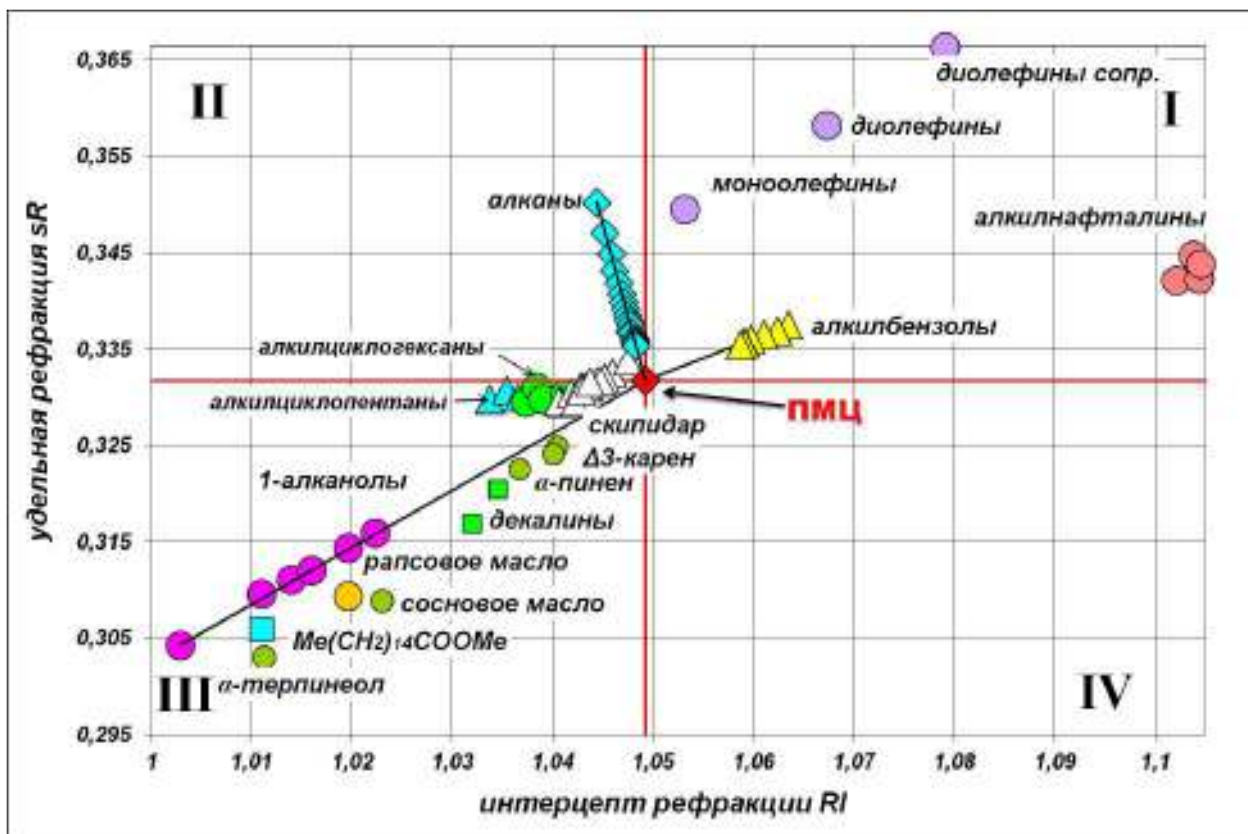 0,365
0,355
0,345
0,335
0,325
0,315
0,305
0,295
удельная рефракция sR
II
I
диолефины сопр.
диолефины
моноолефины
алканы
алкилнафталины
алкилбензолы
алкилциклогексаны
алкилциклопентаны
ПМЦ
скипидар
Δ3-карен
α-пинен
1-алканолы
декалины
рапсовое масло
сосновое масло
Me(CH2)14COOMe
III
α-терпинеол
IV
1 1,01 1,02 1,03 1,04 1,05 1,06 1,07 1,08 1,09 1,1
интерцепт рефракции RI